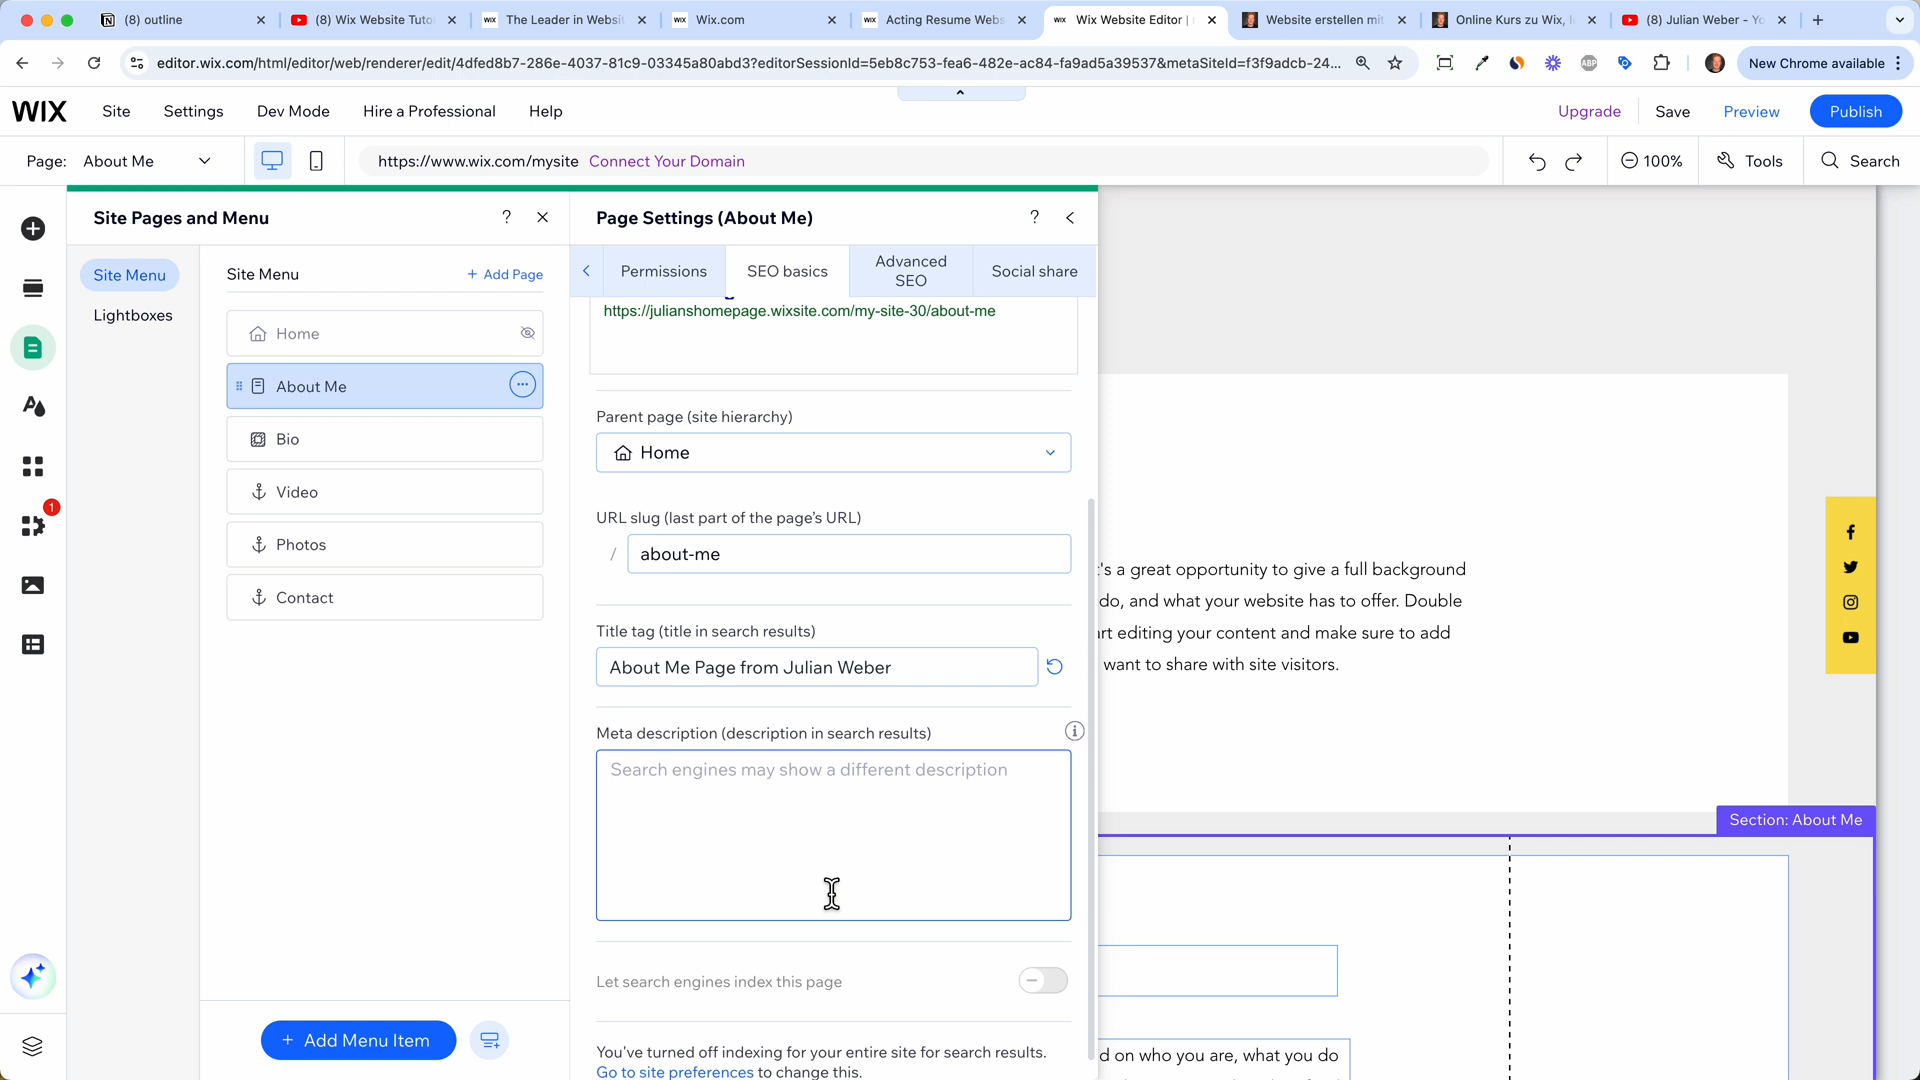 (8) outline
(8) Wix Website Tuto
The Leader in Websi
Wix.com
Acting Resume Webs
Wix Website Editor |
Website erstellen mit
Online Kurs zu Wix,
(8) Julian Weber - Yo
editor.wix.com/html/editor/web/renderer/edit/4dfed8b7-286e-4037-81c9-03345a80abd3?editorSessionId=5eb8c753-fea6-482e-ac84-fa9ad5a39537&metaSiteId=f3f9adcb-24...
ABP
New Chrome available
WIX
Site
Settings
Dev Mode
Hire a Professional
Help
Upgrade
Save
Preview
Publish
Page: About Me
https://www.wix.com/mysite Connect Your Domain
100%
Tools
Search
Site Pages and Menu
?
Page Settings (About Me)
?
Site Menu
Lightboxes
Site Menu
+ Add Page
Permissions
SEO basics
Advanced
SEO
Social share
Home
About Me
Bio
Video
Photos
Contact
1
https://julianshomepage.wixsite.com/my-site-30/about-me
Parent page (site hierarchy)
Home
URL slug (last part of the page's URL)
/ about-me
Title tag (title in search results)
About Me Page from Julian Weber
Meta description (description in search results)
Search engines may show a different description
Let search engines index this page
You've turned off indexing for your entire site for search results.
Go to site preferences to change this.
+ Add Menu Item
's a great opportunity to give a full background
do, and what your website has to offer. Double
rt editing your content and make sure to add
want to share with site visitors.
Section: About Me
d on who you are, what you do